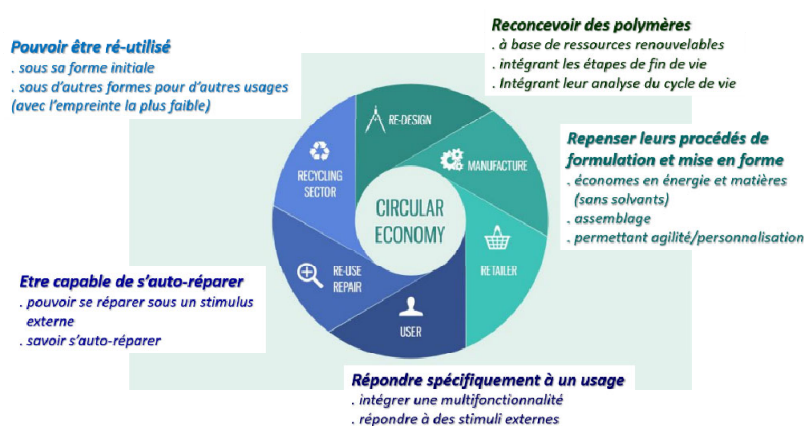 Reconcevoir des polymères
. à base de ressources renouvelables
. intégrant les étapes de fin de vie
. Intégrant leur analyse du cycle de vie
Pouvoir être ré-utilisé
. sous sa forme initiale
. sous d'autres formes pour d'autres usages
(avec l'empreinte la plus faible)
RE-DESIGN
MANUFACTURE
RETAILER
USER
RE-USE
REPAIR
RECYCLING
SECTOR
CIRCULAR
ECONOMY
Repenser leurs procédés de
formulation et mise en forme
. économes en énergie et matières
(sans solvants)
. assemblage
. permettant agilité/personnalisation
Etre capable de s'auto-réparer
. pouvoir se réparer sous un stimulus
externe
. savoir s'auto-réparer
Répondre spécifiquement à un usage
. intégrer une multifonctionnalité
. répondre à des stimuli externes